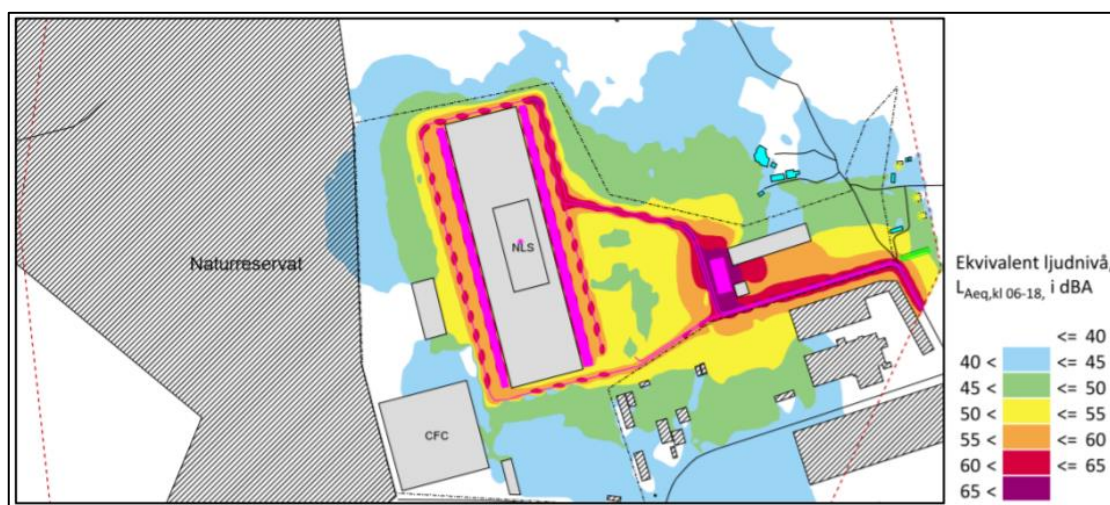 Naturreservat
NLS
CFC
Ekvivalent ljudnivå,
LAeq,kl 06-18, i dBA
<= 40
40 < <= 45
45 < <= 50
50 < <= 55
55 < <= 60
60 < <= 65
65 <